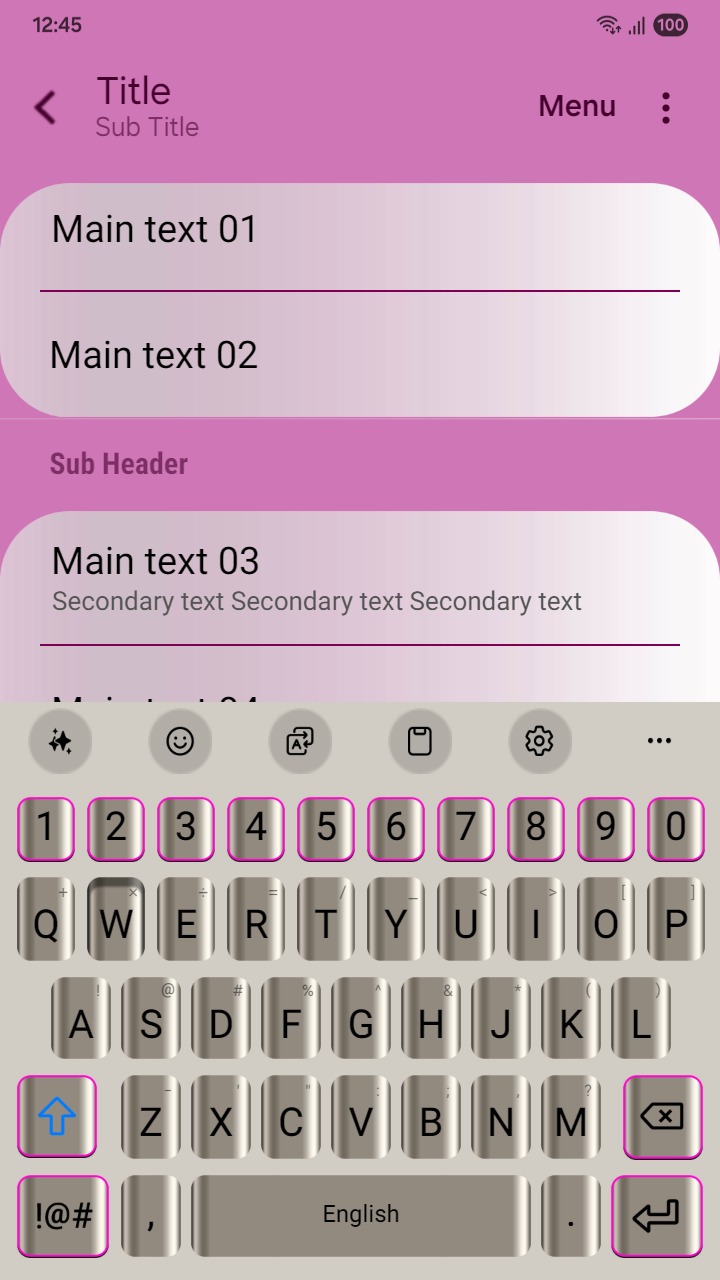 12:45 100
Title
Sub Title
Menu
Main text 01
Main text 02
Sub Header
Main text 03
Secondary text Secondary text Secondary text
1 2 3 4 5 6 7 8 9 0
+ × ÷ = / _ < > [ ]
Q W E R T Y U I O P
! @ # % ^ & * ( )
A S D F G H J K L
- ' " : ; , ?
Z X C V B N M
!@# , English .